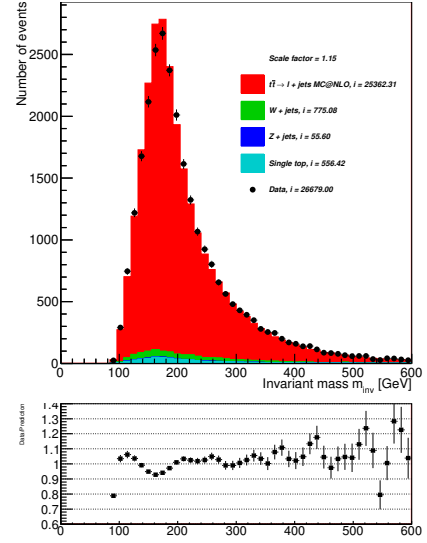 Number of events
2500
2000
1500
1000
500
0
Scale factor = 1.15
tt̄ → l + jets MC@NLO, i = 25362.31
W + jets, i = 775.08
Z + jets, i = 55.60
Single top, i = 556.42
Data, i = 26679.00
0 100 200 300 400 500 600
Invariant mass m_inv [GeV]
Data/Prediction
1.4
1.3
1.2
1.1
1
0.9
0.8
0.7
0.6
0 100 200 300 400 500 600